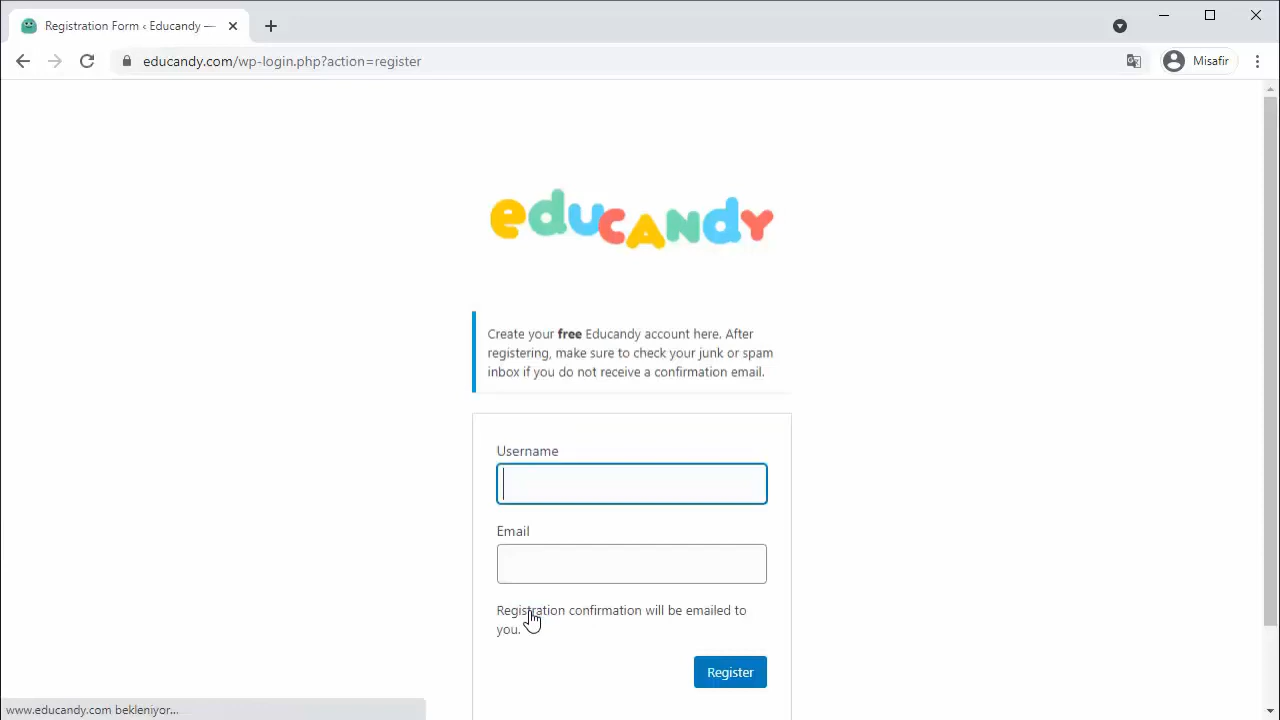 Registration Form ‹ Educandy —
educandy.com/wp-login.php?action=register
Misafir
educandy
Create your free Educandy account here. After
registering, make sure to check your junk or spam
inbox if you do not receive a confirmation email.
Username
Email
Registration confirmation will be emailed to
you.
Register
www.educandy.com bekleniyor...